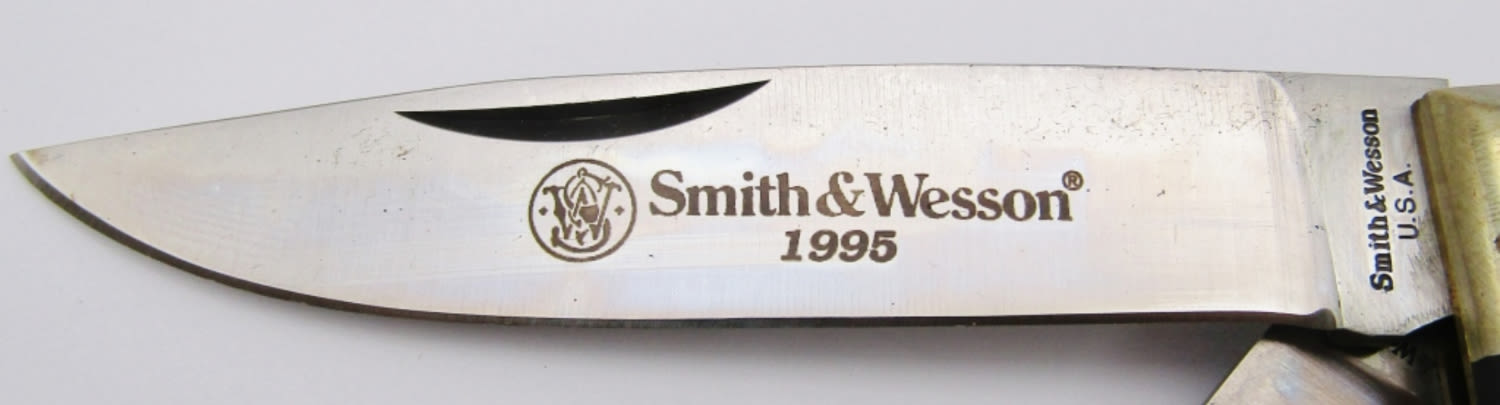 Smith & Wesson®
1995
Smith & Wesson
U.S.A.